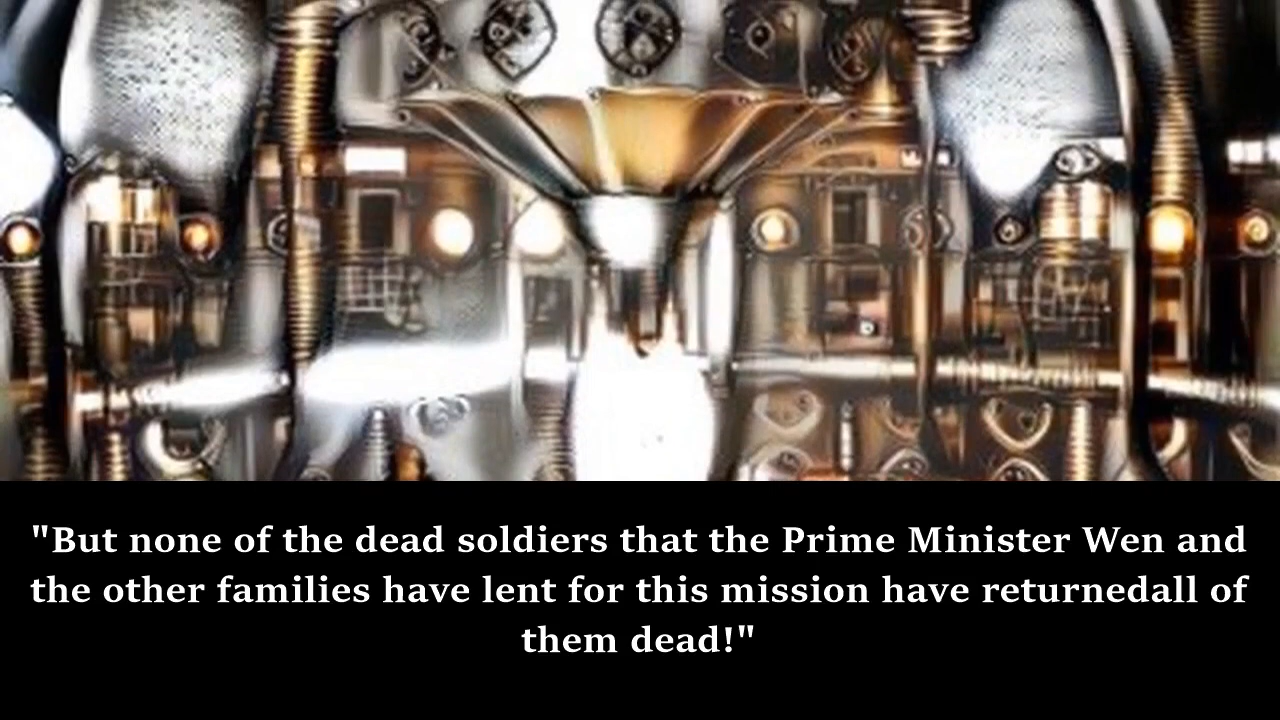 "But none of the dead soldiers that the Prime Minister Wen and
the other families have lent for this mission have returnedall of
them dead!"